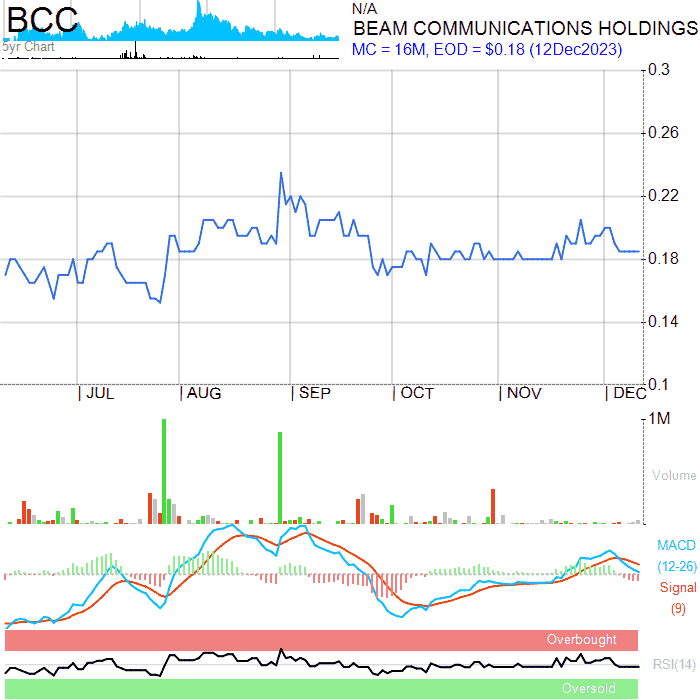 BCC
N/A
BEAM COMMUNICATIONS HOLDINGS
5yr Chart
MC = 16M, EOD = $0.18 (12Dec2023)
0.3
0.26
0.22
0.18
0.14
0.1
JUL
AUG
SEP
OCT
NOV
DEC
1M
Volume
MACD
(12-26)
Signal
(9)
Overbought
RSI(14)
Oversold